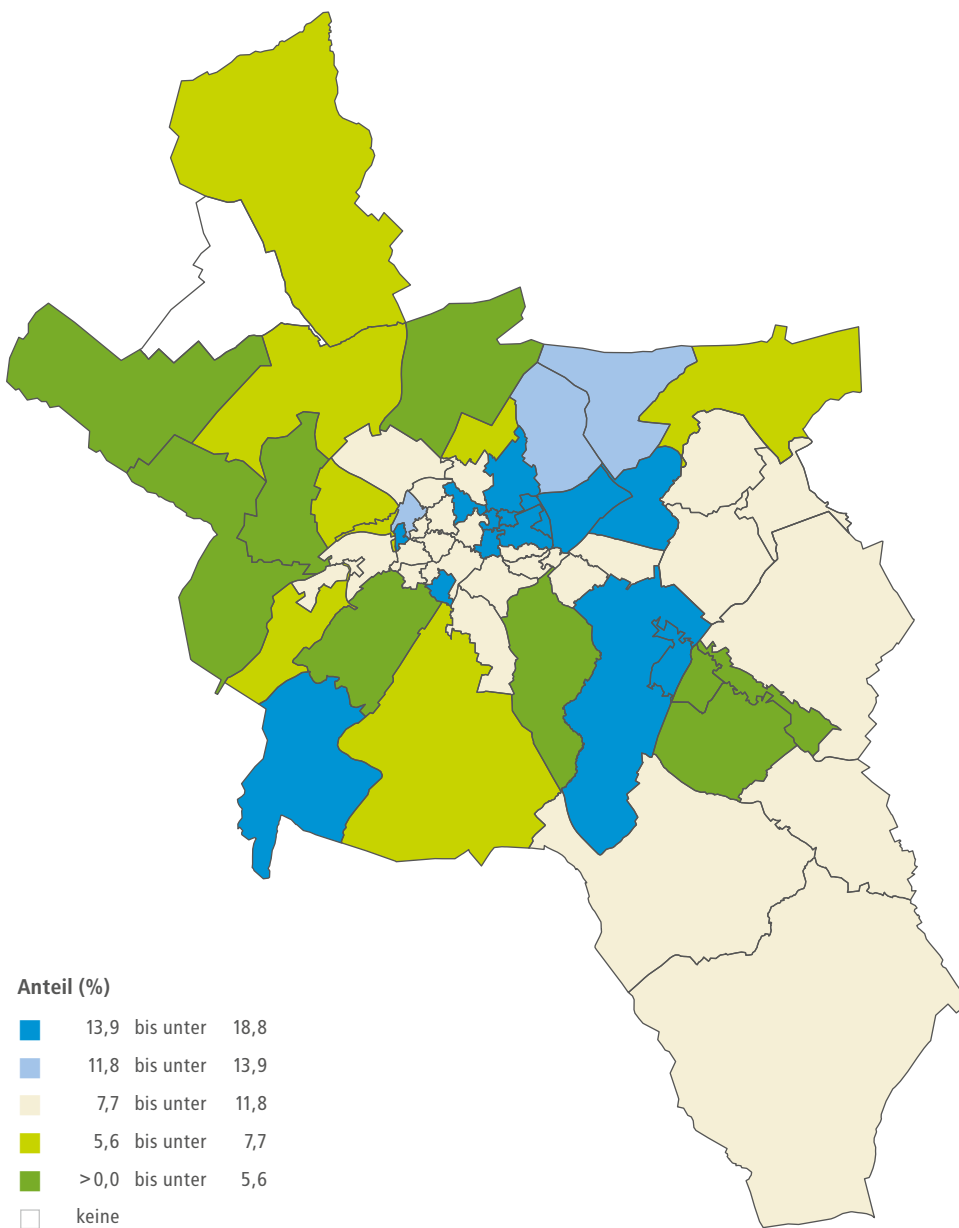 Anteil (%)
13,9 bis unter 18,8
11,8 bis unter 13,9
7,7 bis unter 11,8
5,6 bis unter 7,7
>0,0 bis unter 5,6
keine